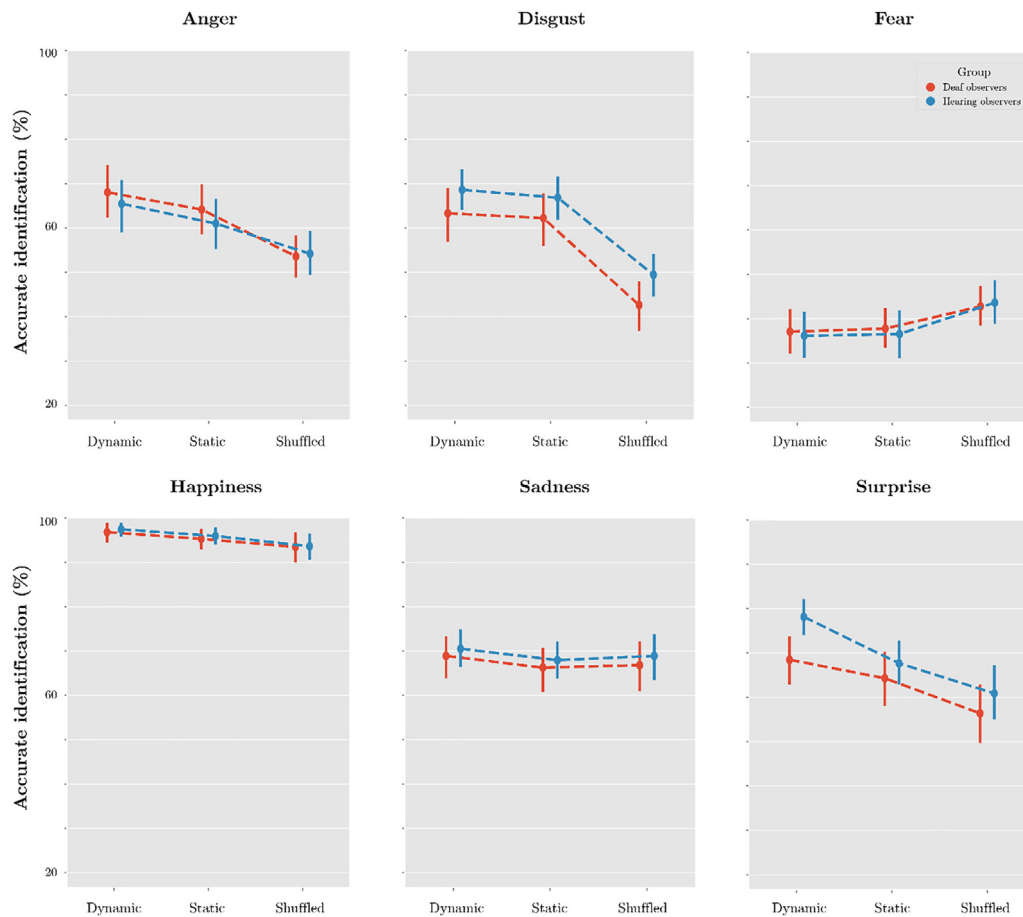 Anger Disgust Fear
Accurate identification (%)
100
60
20
Group
Deaf observers
Hearing observers
Dynamic Static Shuffled
Dynamic Static Shuffled
Dynamic Static Shuffled
Happiness Sadness Surprise
Accurate identification (%)
100
60
20
Dynamic Static Shuffled
Dynamic Static Shuffled
Dynamic Static Shuffled